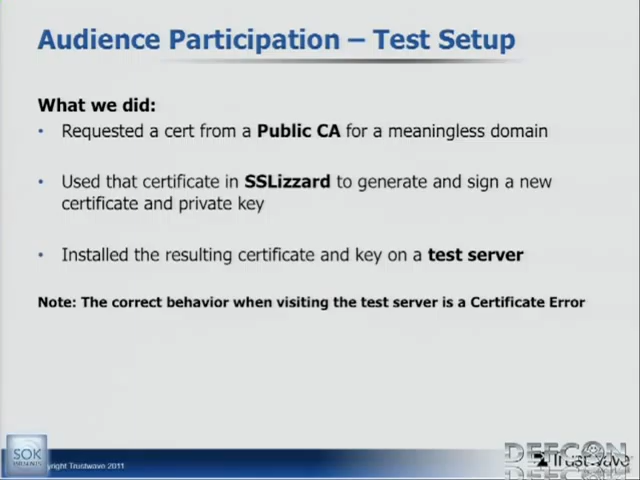 Audience Participation – Test Setup
What we did:
• Requested a cert from a Public CA for a meaningless domain
• Used that certificate in SSLizzard to generate and sign a new
certificate and private key
• Installed the resulting certificate and key on a test server
Note: The correct behavior when visiting the test server is a Certificate Error
SOK
pyright Trustwave 2011
DEFCON
Trustwave